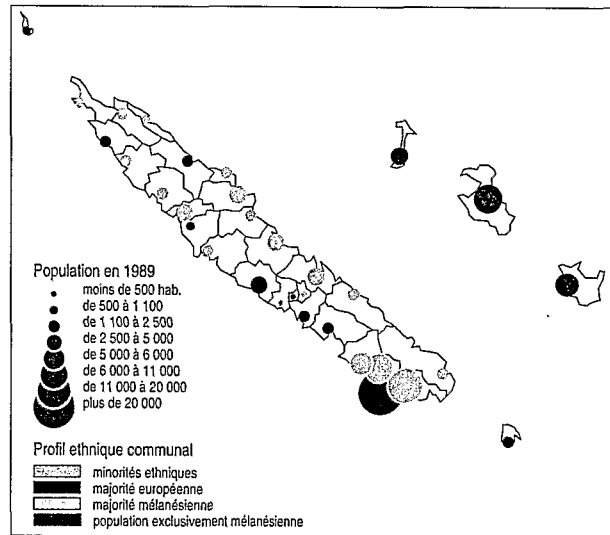 Population en 1989
moins de 500 hab.
de 500 à 1 100
de 1 100 à 2 500
de 2 500 à 5 000
de 5 000 à 6 000
de 6 000 à 11 000
de 11 000 à 20 000
plus de 20 000
Profil ethnique communal
minorités ethniques
majorité européenne
majorité mélanésienne
population exclusivement mélanésienne